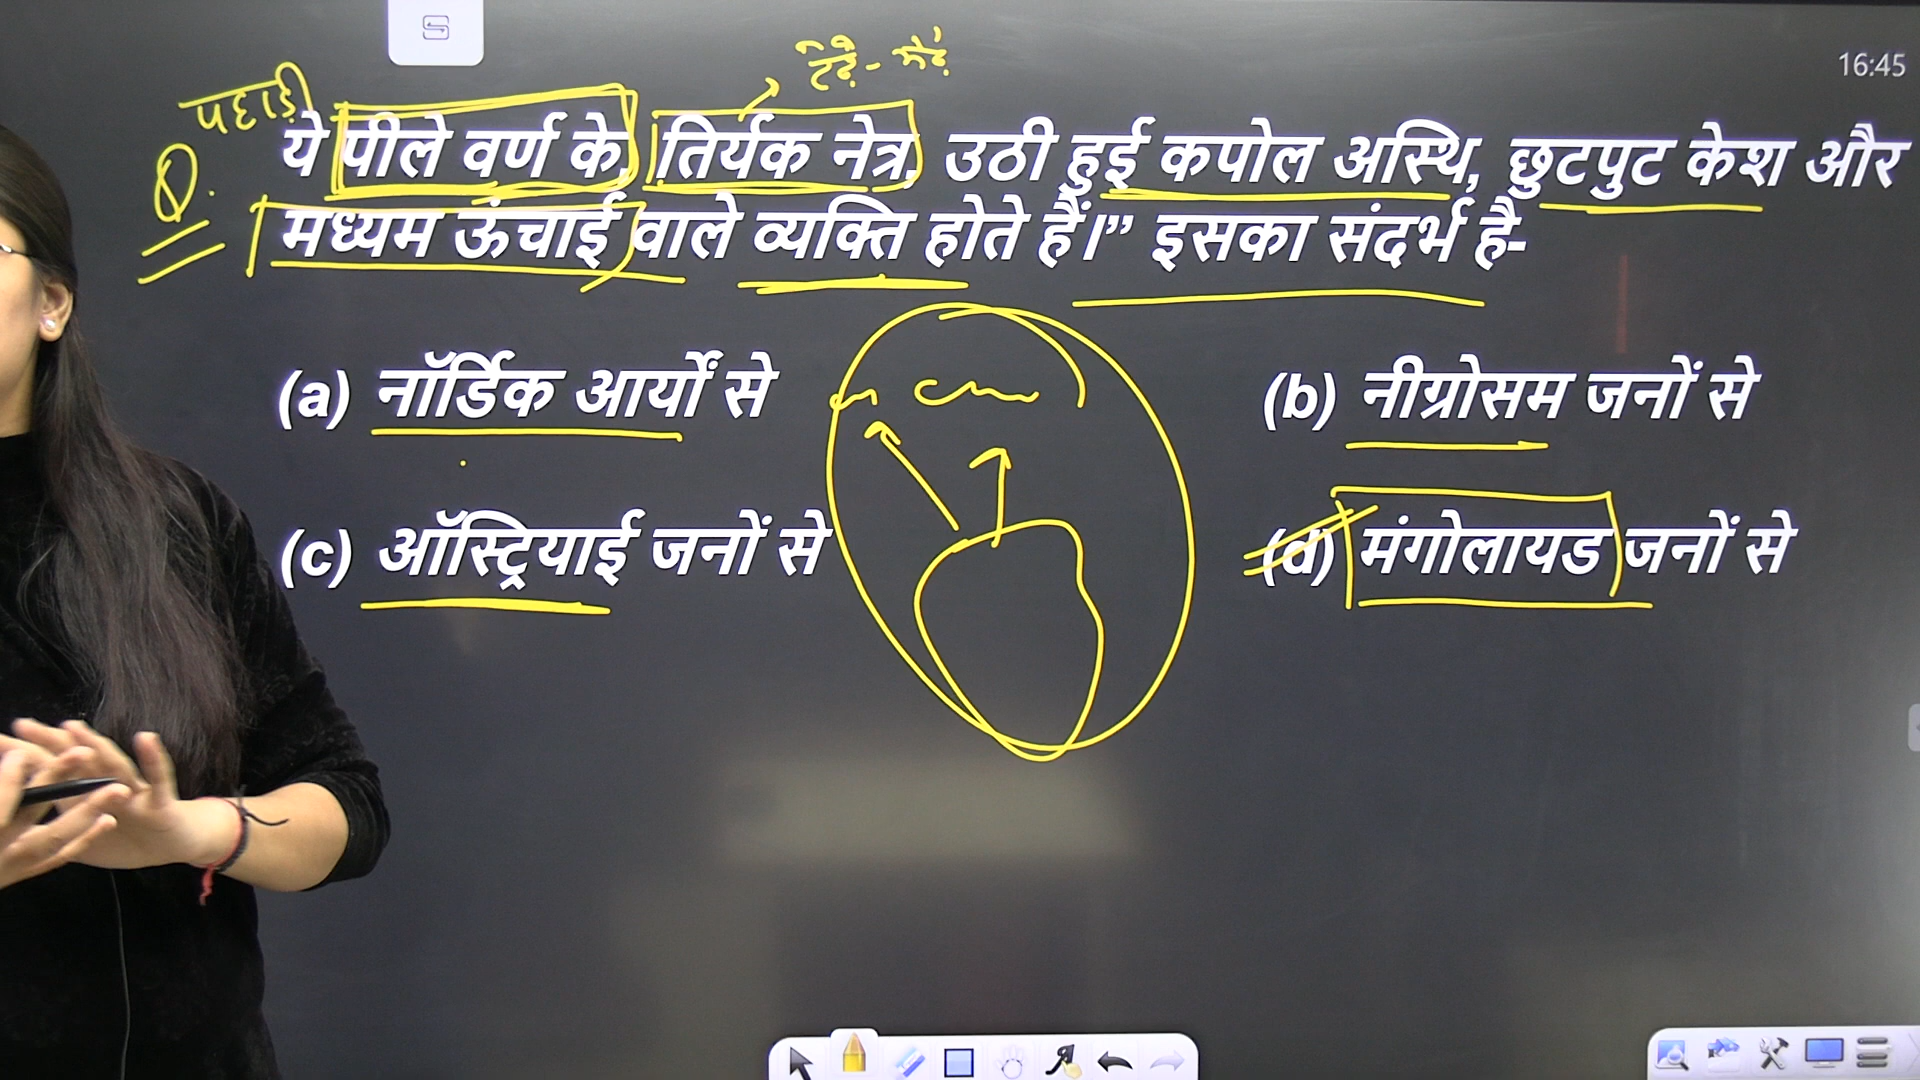 16:45
टेढ़े - मेढ़े
पहाड़ी
Q.
ये पीले वर्ण के, तिर्यक नेत्र, उठी हुई कपोल अस्थि, छुटपुट केश और
मध्यम ऊंचाई वाले व्यक्ति होते हैं।” इसका संदर्भ है-
(a) नॉर्डिक आर्यों से
(b) नीग्रोसम जनों से
(c) ऑस्ट्रियाई जनों से
(d) मंगोलायड जनों से